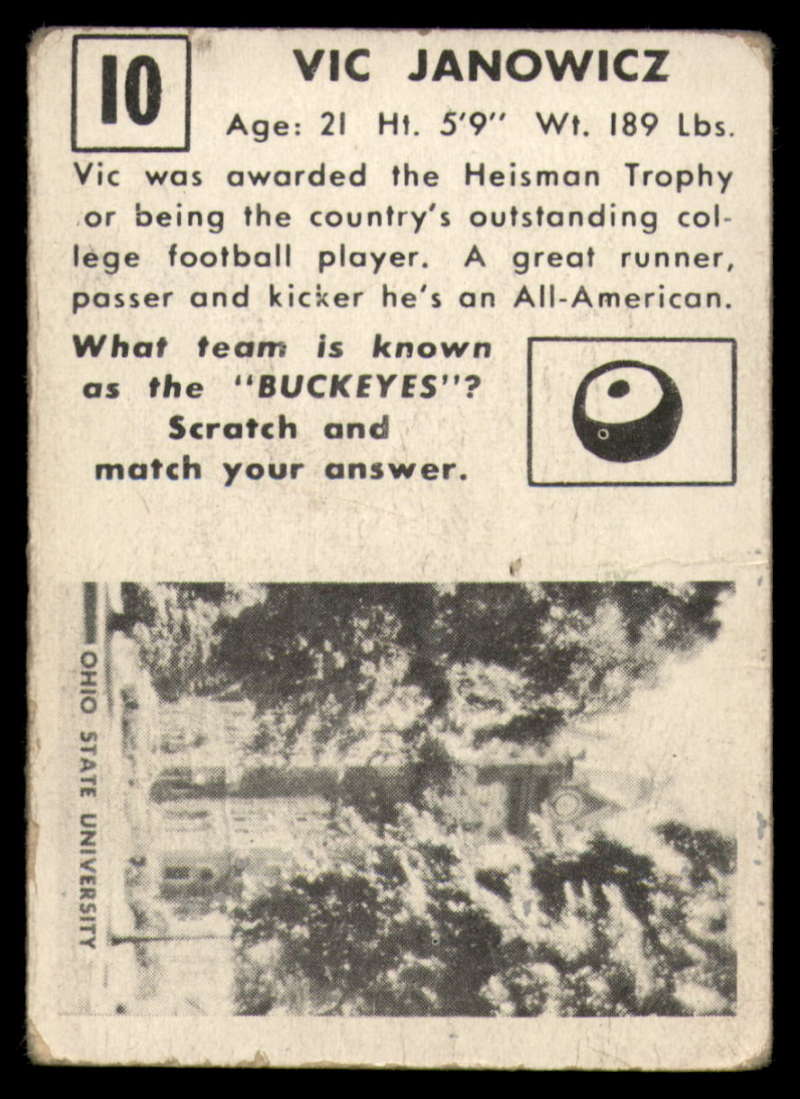 10
VIC JANOWICZ
Age: 21 Ht. 5'9" Wt. 189 Lbs.
Vic was awarded the Heisman Trophy
or being the country's outstanding col-
lege football player. A great runner,
passer and kicker he's an All-American.
What team is known
as the "BUCKEYES"?
Scratch and
match your answer.
OHIO STATE UNIVERSITY